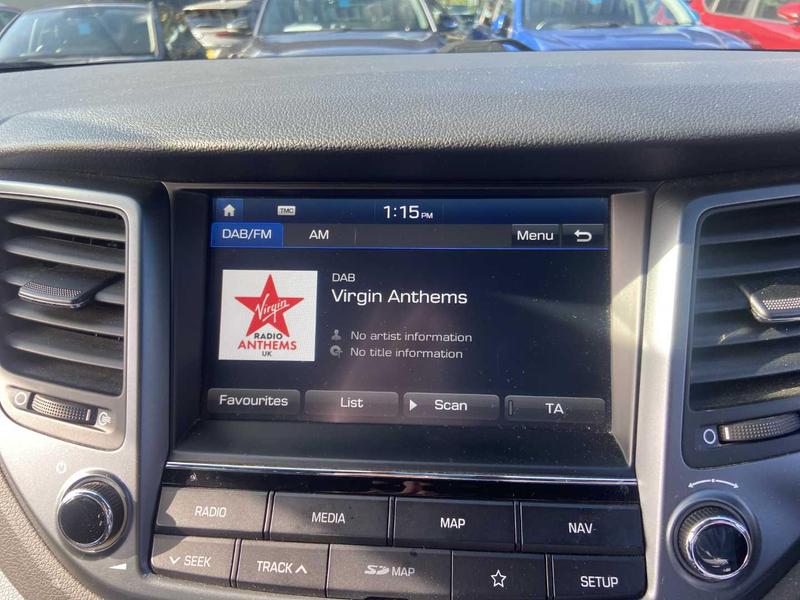 TMC
1:15 PM
DAB/FM AM Menu
DAB
Virgin Anthems
Virgin
RADIO
ANTHEMS
UK
No artist information
No title information
Favourites List Scan TA
RADIO MEDIA MAP NAV
SEEK TRACK SD MAP SETUP